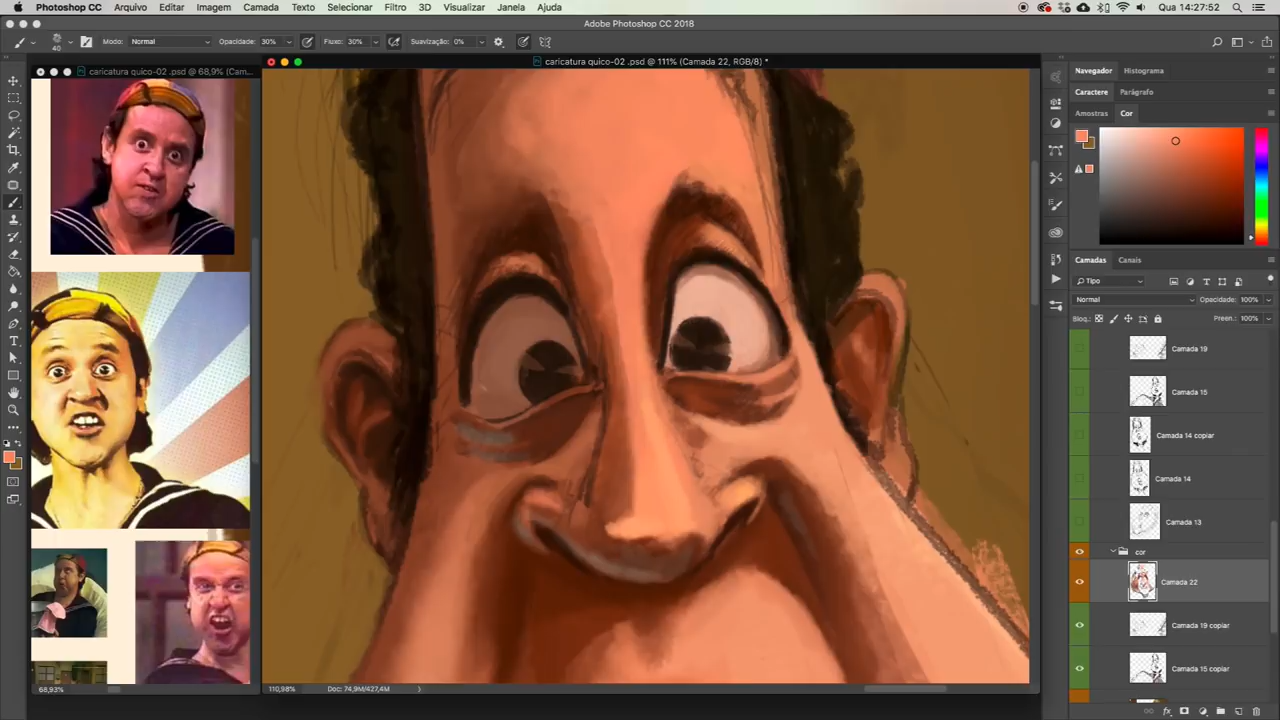 Photoshop CC Arquivo Editar Imagem Camada Texto Selecionar Filtro 3D Visualizar Janela Ajuda
Qua 14:27:52
Adobe Photoshop CC 2018
40 Modo: Normal Opacidade: 30% Fluxo: 30% Suavização: 0%
caricatura quico-02 .psd @ 68,9% (Cam...
caricatura quico-02 .psd @ 111% (Camada 22, RGB/8) *
Navegador Histograma
Caractere Parágrafo
Amostras Cor
Camadas Canais
Tipo
Normal Opacidade: 100%
Bloq.: Preen.: 100%
Camada 19
Camada 15
Camada 14 copiar
Camada 14
Camada 13
cor
Camada 22
Camada 19 copiar
Camada 15 copiar
68,93%
110,98% Doc: 74,9M/427,4M